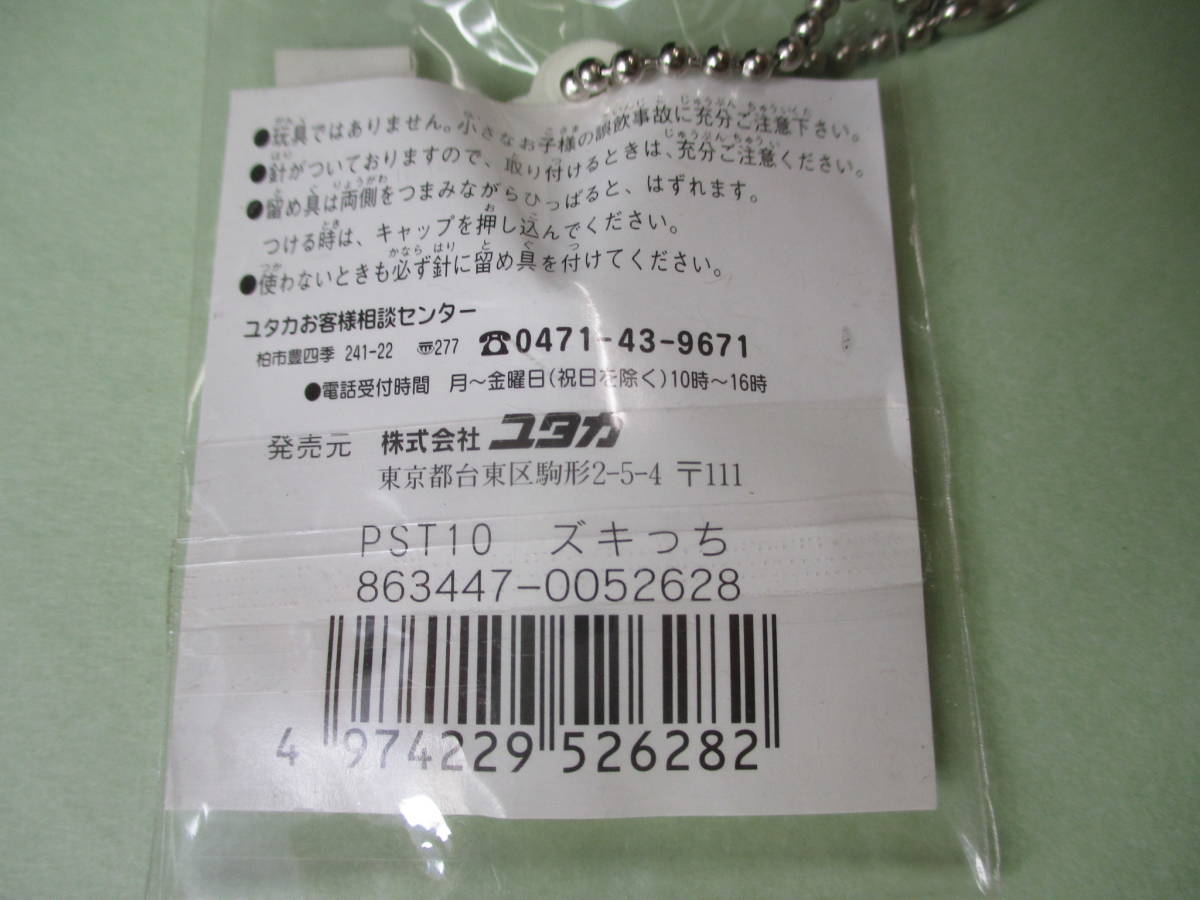 ●玩具ではありません。小さなお子様の誤飲事故に充分ご注意下さい。
●針がついておりますので、取り付けるときは、充分ご注意ください。
●留め具は両側をつまみながらひっぱると、はずれます。
つける時は、キャップを押し込んでください。
●使わないときも必ず針に留め具を付けてください。
ユタカお客様相談センター
柏市豊四季 241-22 〠277 ☎0471-43-9671
●電話受付時間 月～金曜日(祝日を除く)10時～16時
発売元 株式会社 ユタカ
東京都台東区駒形2-5-4 〒111
PST10 ズキっち
863447-0052628
4 974229 526282